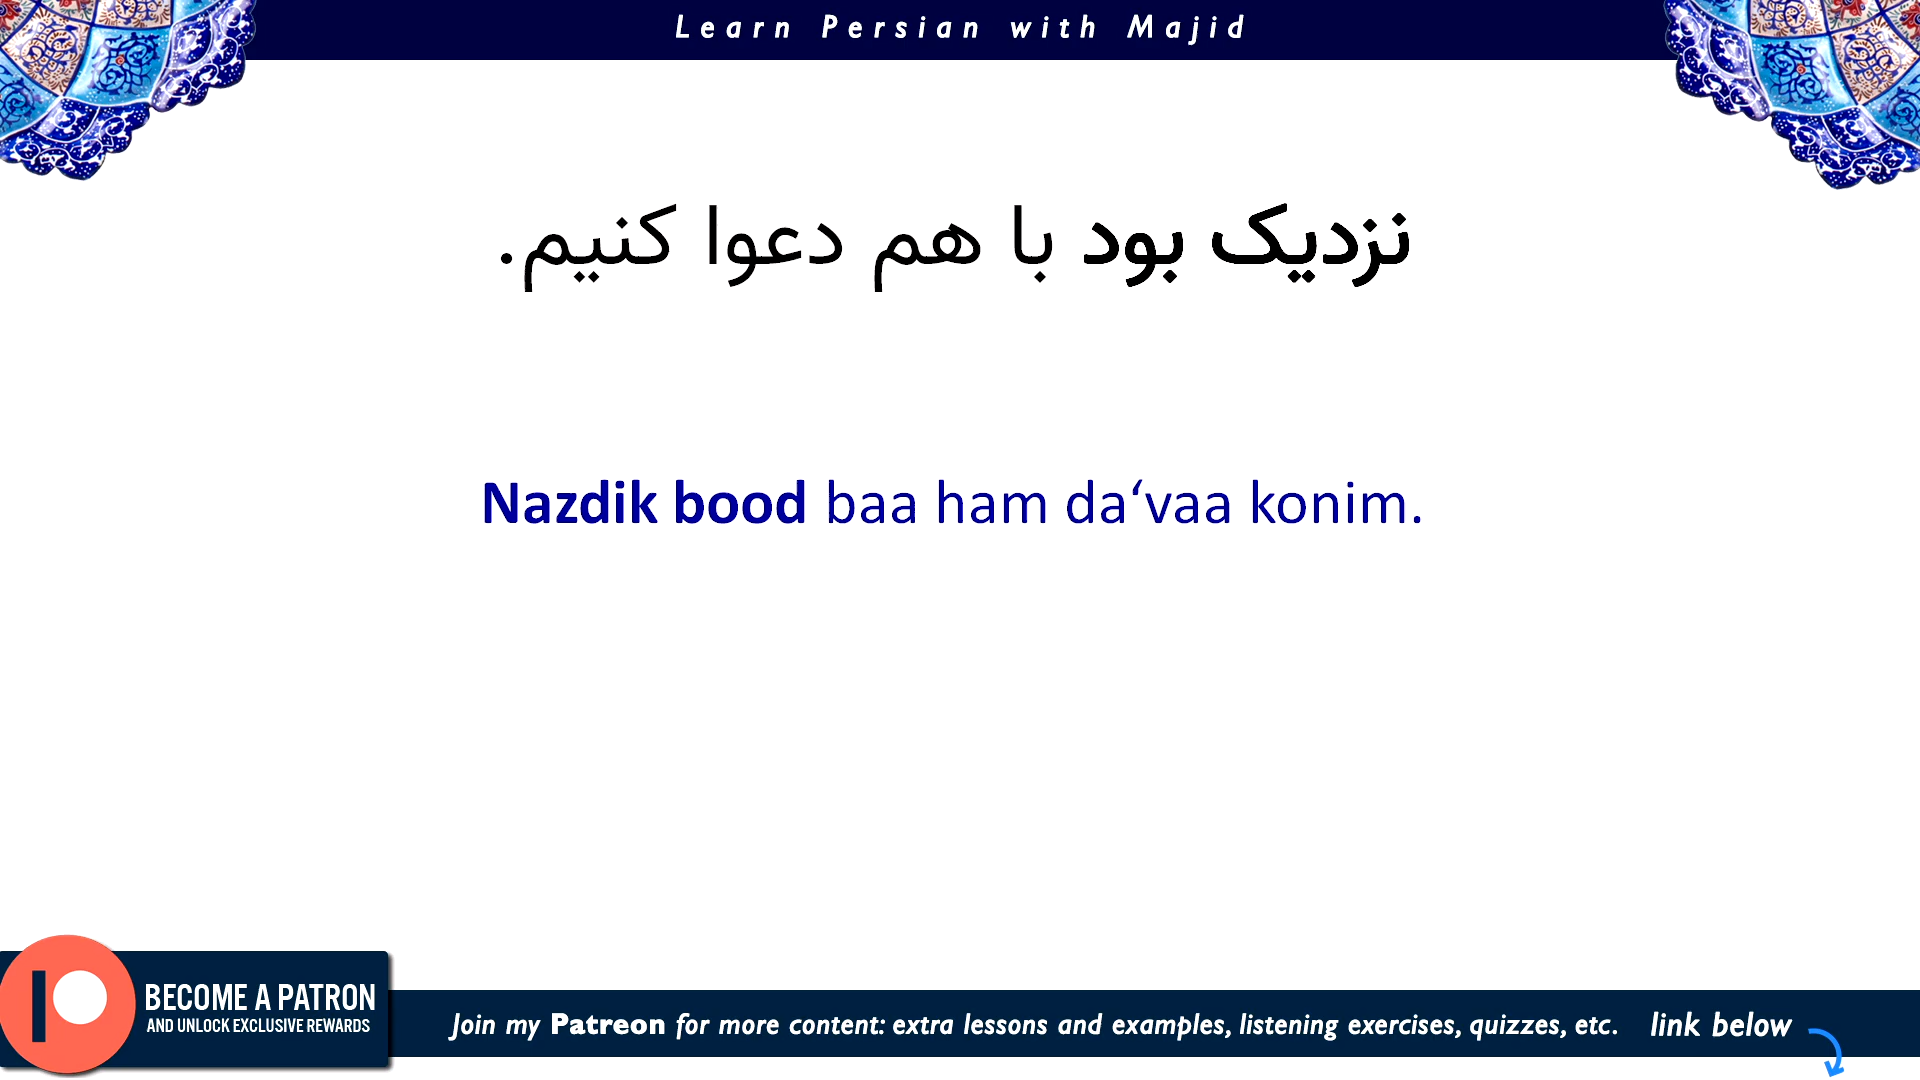 Learn Persian with Majid
نزدیک بود با هم دعوا کنیم.
Nazdik bood baa ham da‘vaa konim.
BECOME A PATRON
AND UNLOCK EXCLUSIVE REWARDS
Join my Patreon for more content: extra lessons and examples, listening exercises, quizzes, etc. link below